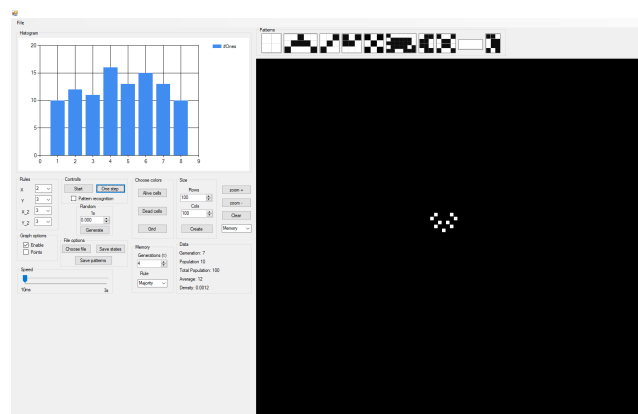 File
Histogram
Patterns
20
15
10
5
0
0 1 2 3 4 5 6 7 8 9
#Ones
Rules
X 2
Y 3
X_2 3
Y_2 3
Graph options
Enable
Points
Speed
10ms 3s
Controls
Start One step
Pattern recognition
Random
1s
0.000
Generate
File options
Choose file Save states
Save patterns
Choose colors
Alive cells
Dead cells
Grid
Memory
Generations (t)
4
Rule
Majority
Size
Rows
100
Cols
100
Create
zoom +
zoom -
Clear
Memory
Data
Generation: 7
Population 10
Total Population: 100
Average: 12
Density: 0.0012